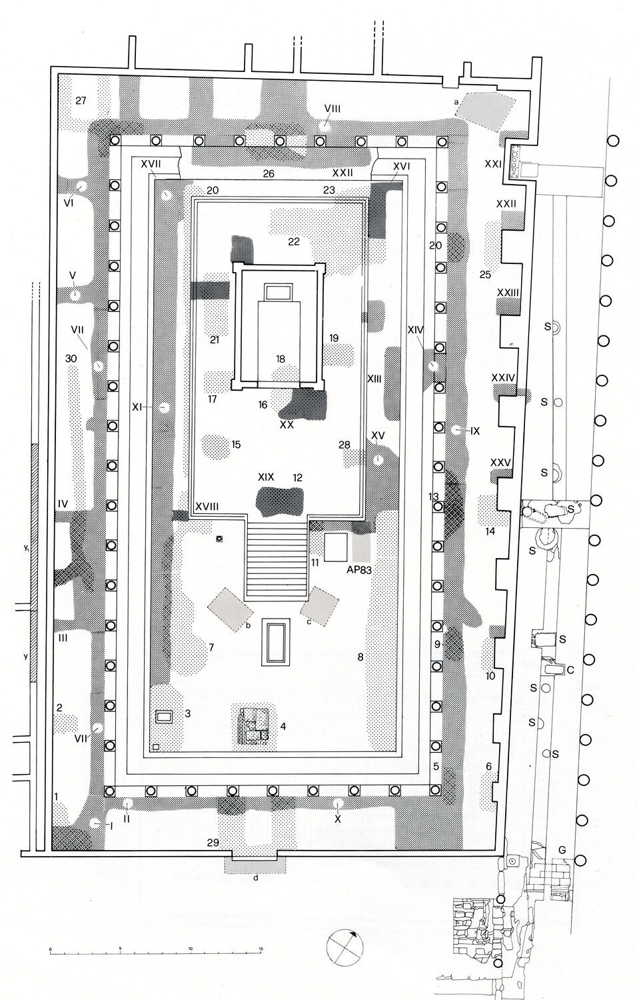 27
a
VIII
XVII
26
XXII
XVI
XXI
VI
20
23
XXII
22
20
25
V
XXIII
VII
21
19
XIV
S
30
18
XIII
XXIV
17
16
XI
XX
S
IX
15
28
XV
XXV
XIX
12
S
IV
XVIII
13
S
14
y₁
11
AP83
S
b
c
III
7
8
9
S
y
10
C
S
2
3
4
S
VII
5
6
S
1
I
II
X
29
G
d
0
5
10
15